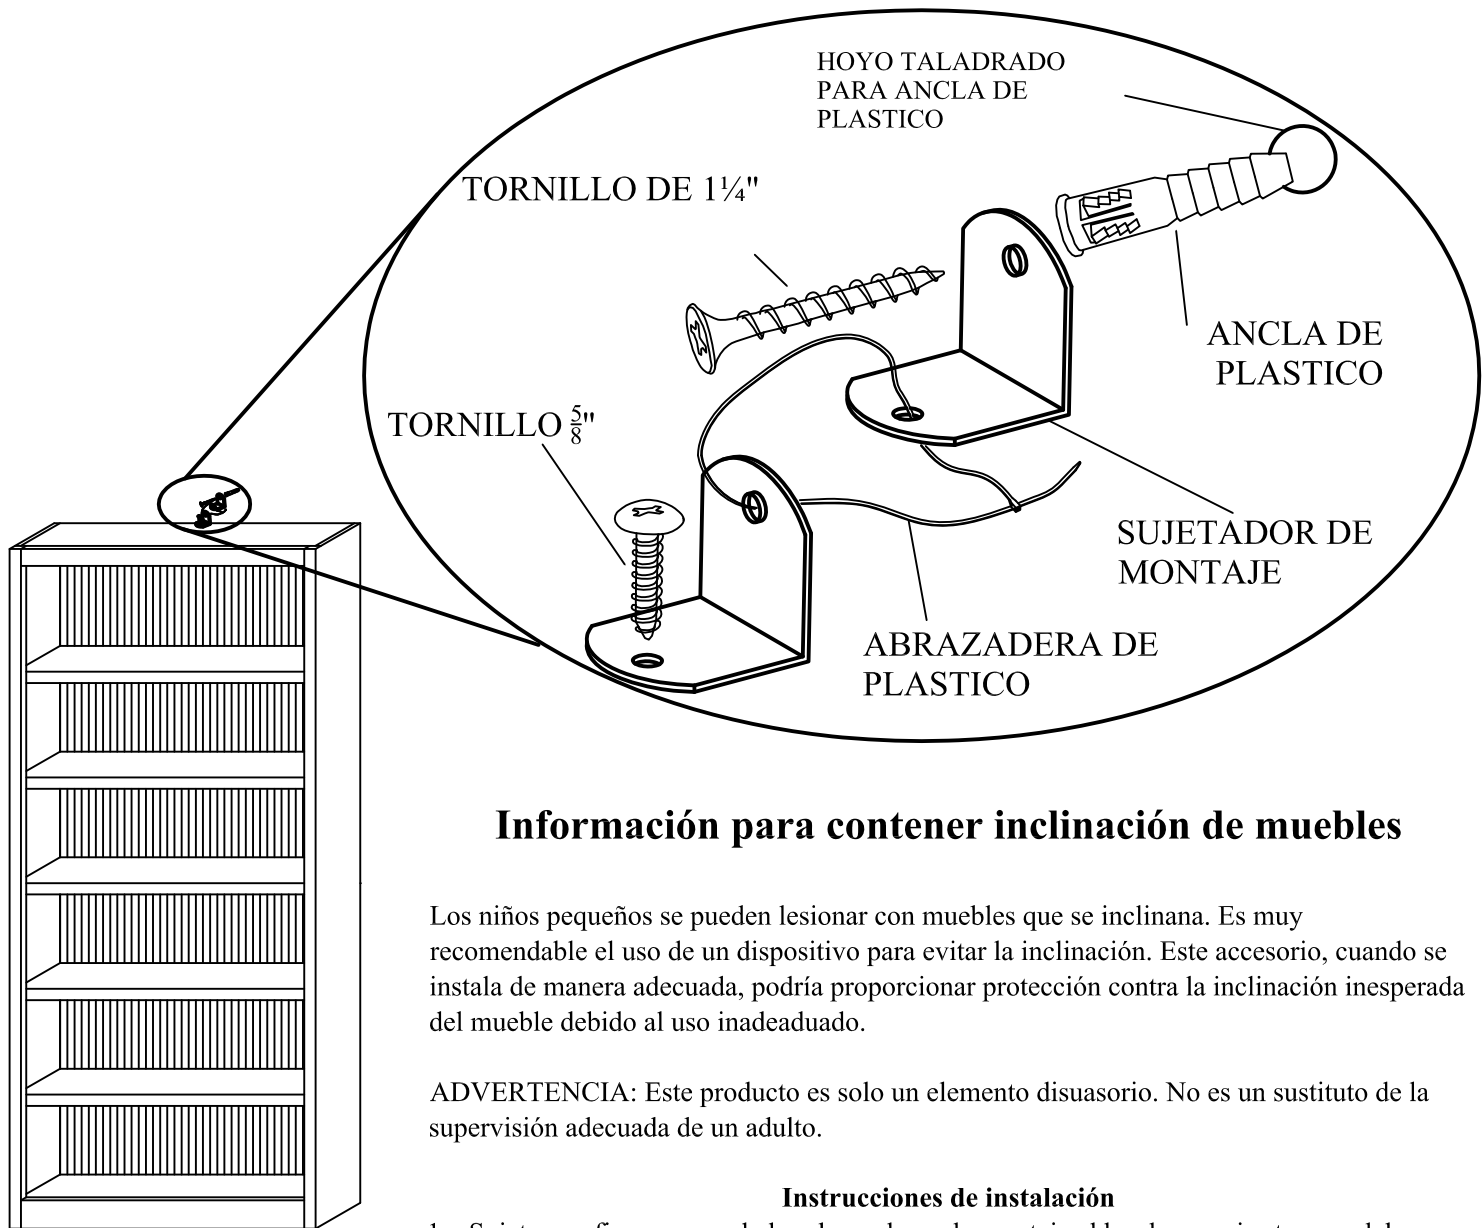 HOYO TALADRADO
PARA ANCLA DE
PLASTICO
TORNILLO DE 1¼"
ANCLA DE
PLASTICO
TORNILLO ⅝"
SUJETADOR DE
MONTAJE
ABRAZADERA DE
PLASTICO
Información para contener inclinación de muebles
Los niños pequeños se pueden lesionar con muebles que se inclinana. Es muy
recomendable el uso de un dispositivo para evitar la inclinación. Este accesorio, cuando se
instala de manera adecuada, podría proporcionar protección contra la inclinación inesperada
del mueble debido al uso inadeaduado.
ADVERTENCIA: Este producto es solo un elemento disuasorio. No es un sustituto de la
supervisión adecuada de un adulto.
Instrucciones de instalación